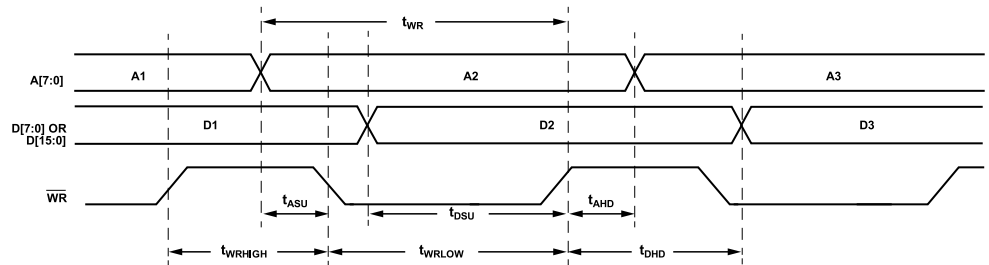 tWR
A[7:0] A1 A2 A3
D[7:0] OR D1 D2 D3
D[15:0]
WR
tASU tDSU tAHD
tWRHIGH tWRLOW tDHD